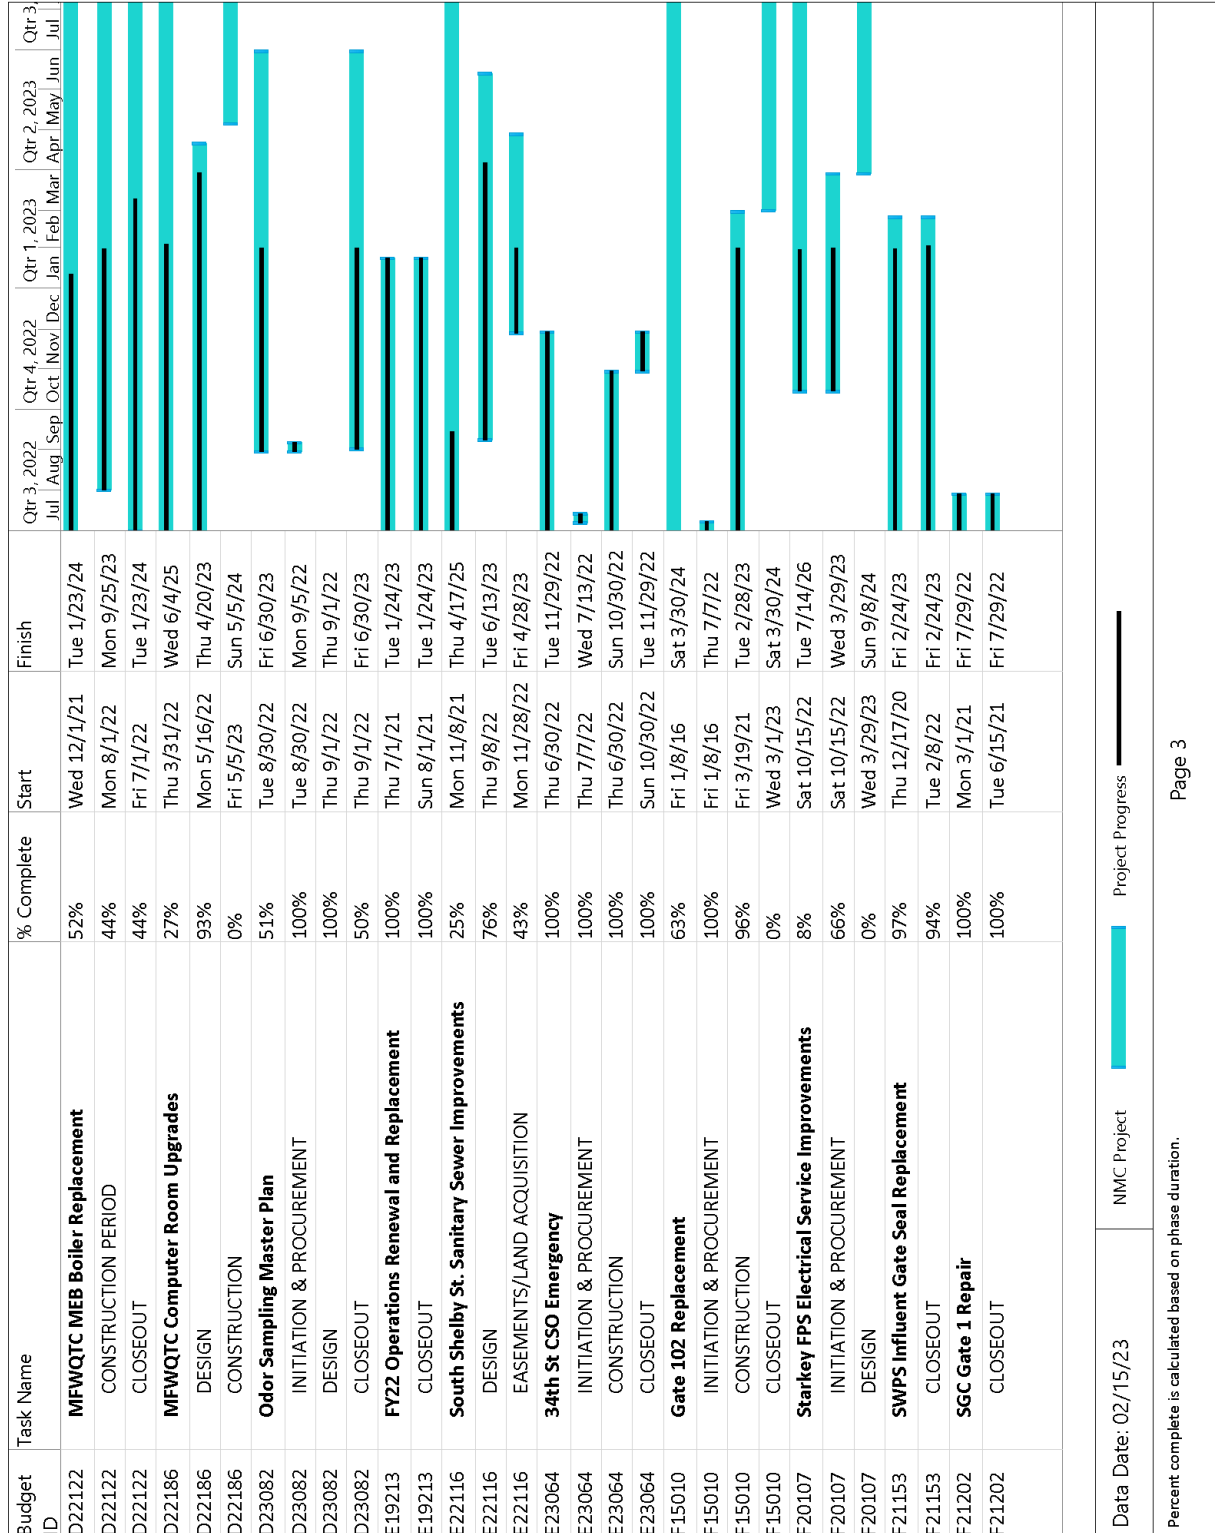 Budget ID Task Name % Complete Start Finish
Qtr 3, 2022 Qtr 4, 2022 Qtr 1, 2023 Qtr 2, 2023 Qtr 3,
Jul Aug Sep Oct Nov Dec Jan Feb Mar Apr May Jun Jul
D22122 MFWQTC MEB Boiler Replacement 52% Wed 12/1/21 Tue 1/23/24
D22122 CONSTRUCTION PERIOD 44% Mon 8/1/22 Mon 9/25/23
D22122 CLOSEOUT 44% Fri 7/1/22 Tue 1/23/24
D22186 MFWQTC Computer Room Upgrades 27% Thu 3/31/22 Wed 6/4/25
D22186 DESIGN 93% Mon 5/16/22 Thu 4/20/23
D22186 CONSTRUCTION 0% Fri 5/5/23 Sun 5/5/24
D23082 Odor Sampling Master Plan 51% Tue 8/30/22 Fri 6/30/23
D23082 INITIATION & PROCUREMENT 100% Tue 8/30/22 Mon 9/5/22
D23082 DESIGN 100% Thu 9/1/22 Thu 9/1/22
D23082 CLOSEOUT 50% Thu 9/1/22 Fri 6/30/23
E19213 FY22 Operations Renewal and Replacement 100% Thu 7/1/21 Tue 1/24/23
E19213 CLOSEOUT 100% Sun 8/1/21 Tue 1/24/23
E22116 South Shelby St. Sanitary Sewer Improvements 25% Mon 11/8/21 Thu 4/17/25
E22116 DESIGN 76% Thu 9/8/22 Tue 6/13/23
E22116 EASEMENTS/LAND ACQUISITION 43% Mon 11/28/22 Fri 4/28/23
E23064 34th St CSO Emergency 100% Thu 6/30/22 Tue 11/29/22
E23064 INITIATION & PROCUREMENT 100% Thu 7/7/22 Wed 7/13/22
E23064 CONSTRUCTION 100% Thu 6/30/22 Sun 10/30/22
E23064 CLOSEOUT 100% Sun 10/30/22 Tue 11/29/22
F15010 Gate 102 Replacement 63% Fri 1/8/16 Sat 3/30/24
F15010 INITIATION & PROCUREMENT 100% Fri 1/8/16 Thu 7/7/22
F15010 CONSTRUCTION 96% Fri 3/19/21 Tue 2/28/23
F15010 CLOSEOUT 0% Wed 3/1/23 Sat 3/30/24
F20107 Starkey FPS Electrical Service Improvements 8% Sat 10/15/22 Tue 7/14/26
F20107 INITIATION & PROCUREMENT 66% Sat 10/15/22 Wed 3/29/23
F20107 DESIGN 0% Wed 3/29/23 Sun 9/8/24
F21153 SWPS Influent Gate Seal Replacement 97% Thu 12/17/20 Fri 2/24/23
F21153 CLOSEOUT 94% Tue 2/8/22 Fri 2/24/23
F21202 SGC Gate 1 Repair 100% Mon 3/1/21 Fri 7/29/22
F21202 CLOSEOUT 100% Tue 6/15/21 Fri 7/29/22
Data Date: 02/15/23 NMC Project Project Progress
Page 3
Percent complete is calculated based on phase duration.